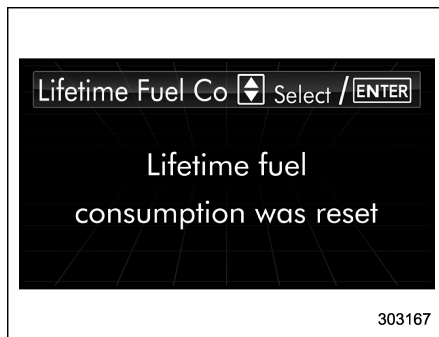 Lifetime Fuel Co Select / ENTER
Lifetime fuel
consumption was reset
303167